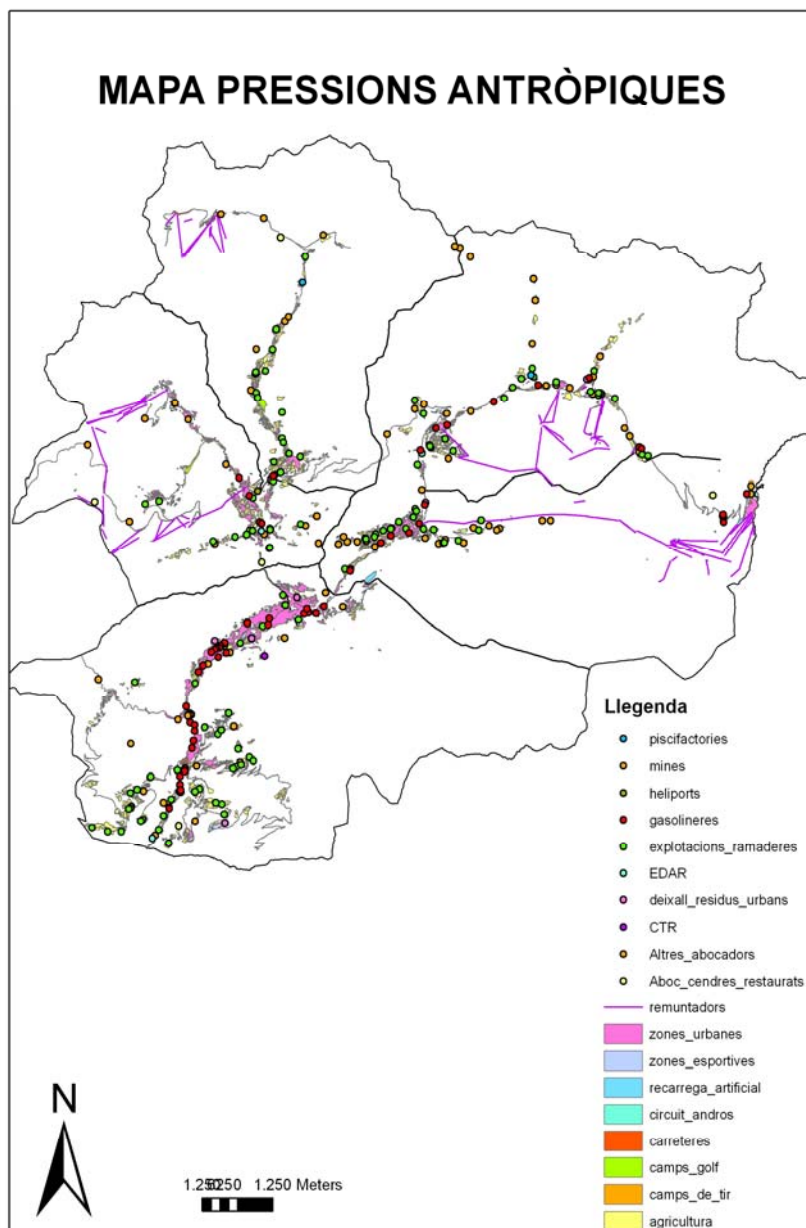 MAPA PRESSIONS ANTRÒPIQUES
Llegenda
piscifactories
mines
heliports
gasolineres
explotacions_ramaderes
EDAR
deixall_residus_urbans
CTR
Altres_abocadors
Aboc_cendres_restaurats
remuntadors
zones_urbanes
zones_esportives
recarrega_artificial
circuit_andros
carreteres
camps_golf
camps_de_tir
agricultura
N
1.250 Meters